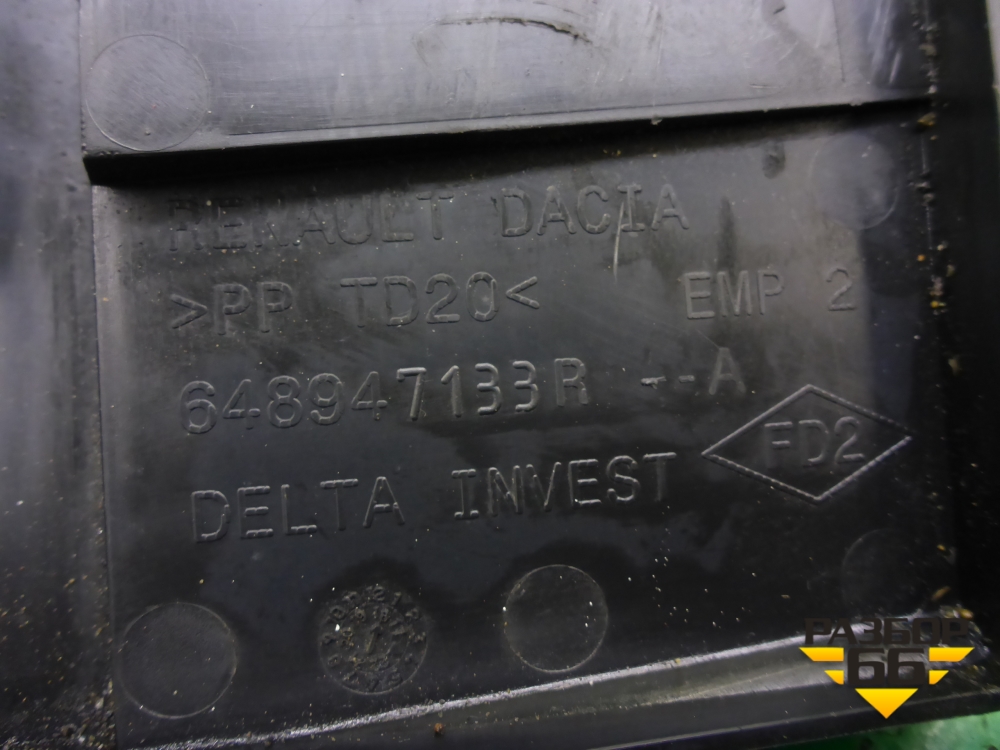 RENAULT DACIA
>PP TD20< EMP 2
648947133R --A
FD2
DELTA INVEST
РАЗБОР
66